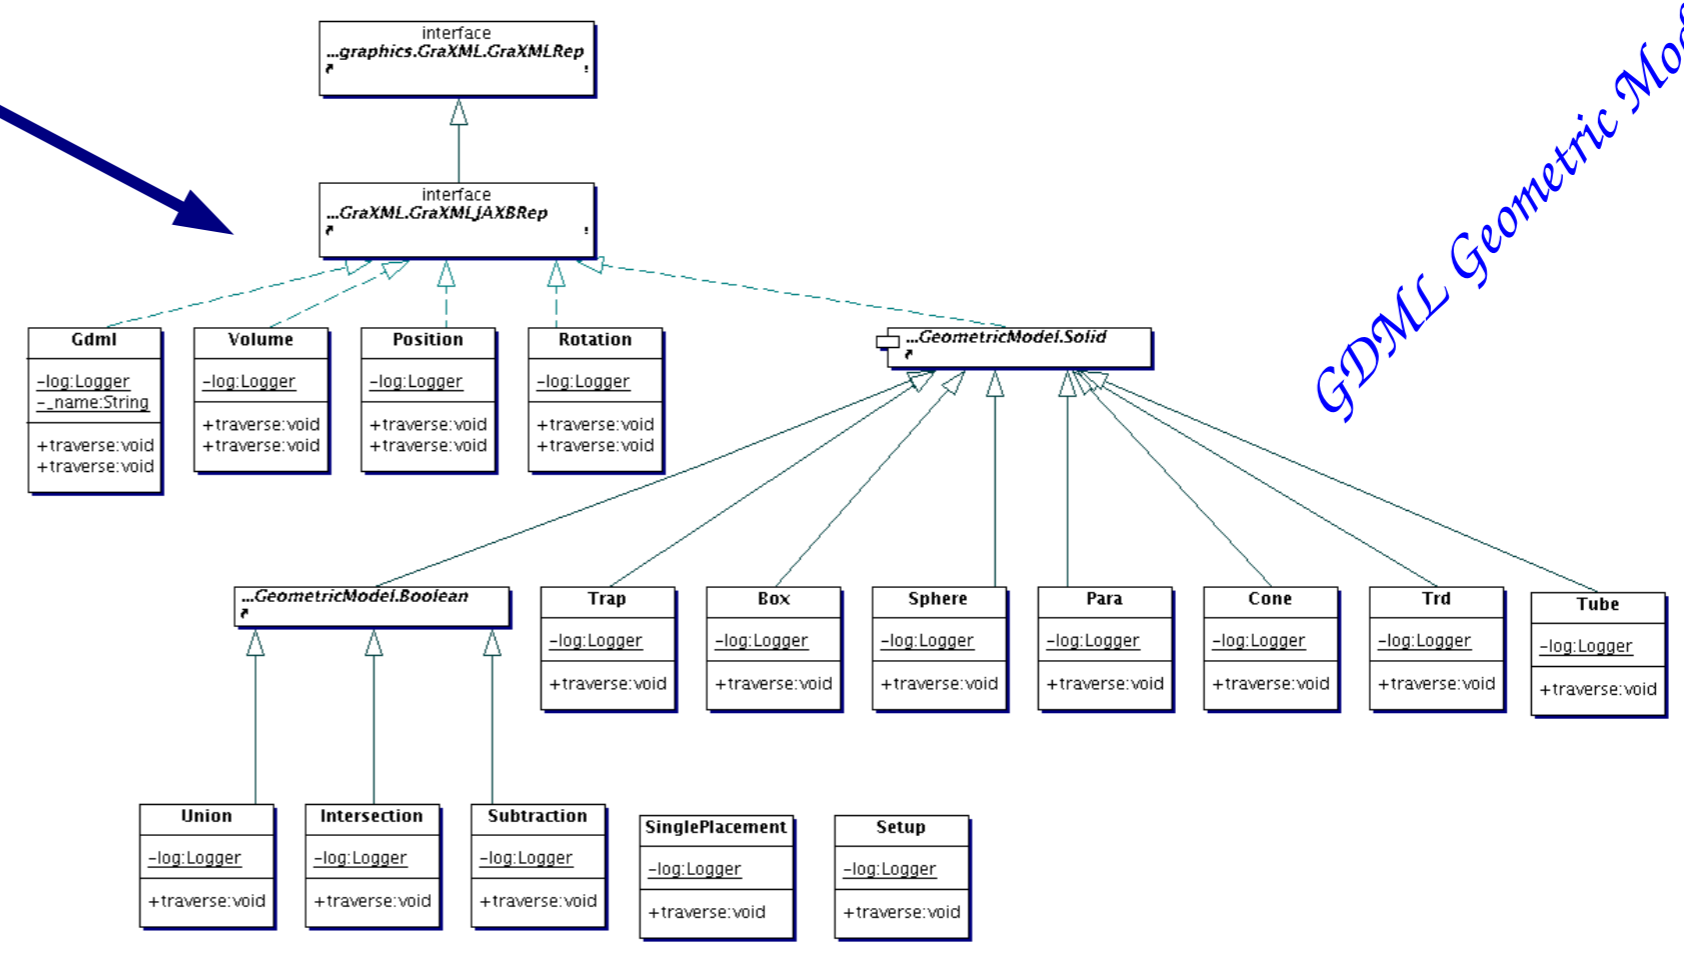 interface
...graphics.GraXML.GraXMLRep
interface
...GraXML.GraXMLJAXBRep
GDML Geometric
Gdml
-log:Logger
-_name:String
+traverse:void
+traverse:void
Volume
-log:Logger
+traverse:void
+traverse:void
Position
-log:Logger
+traverse:void
+traverse:void
Rotation
-log:Logger
+traverse:void
+traverse:void
...GeometricModel.Solid
...GeometricModel.Boolean
Trap
-log:Logger
+traverse:void
Box
-log:Logger
+traverse:void
Sphere
-log:Logger
+traverse:void
Para
-log:Logger
+traverse:void
Cone
-log:Logger
+traverse:void
Trd
-log:Logger
+traverse:void
Tube
-log:Logger
+traverse:void
Union
-log:Logger
+traverse:void
Intersection
-log:Logger
+traverse:void
Subtraction
-log:Logger
+traverse:void
SinglePlacement
-log:Logger
+traverse:void
Setup
-log:Logger
+traverse:void